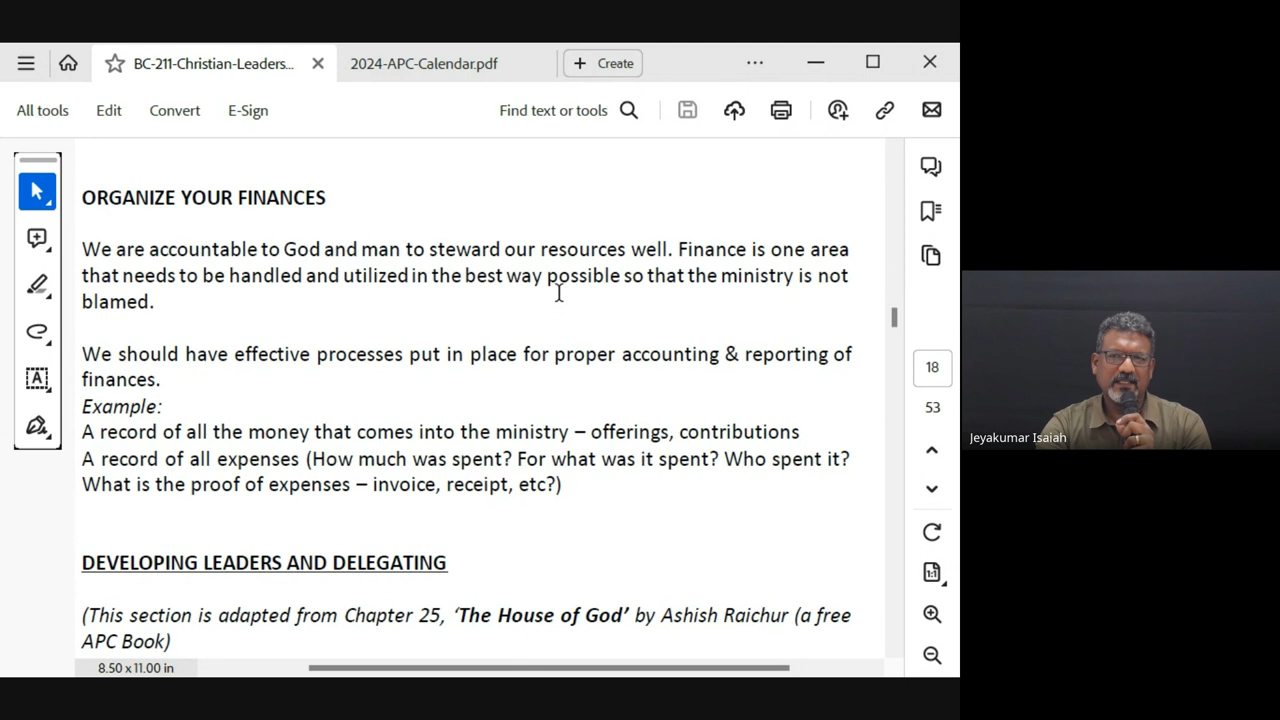 BC-211-Christian-Leaders...
2024-APC-Calendar.pdf
Create
All tools
Edit
Convert
E-Sign
Find text or tools
ORGANIZE YOUR FINANCES
We are accountable to God and man to steward our resources well. Finance is one area
that needs to be handled and utilized in the best way possible so that the ministry is not
blamed.
We should have effective processes put in place for proper accounting & reporting of
finances.
Example:
A record of all the money that comes into the ministry – offerings, contributions
A record of all expenses (How much was spent? For what was it spent? Who spent it?
What is the proof of expenses – invoice, receipt, etc?)
DEVELOPING LEADERS AND DELEGATING
(This section is adapted from Chapter 25, ‘The House of God’ by Ashish Raichur (a free
APC Book)
8.50 x 11.00 in
18
53
1:1
Jeyakumar Isaiah